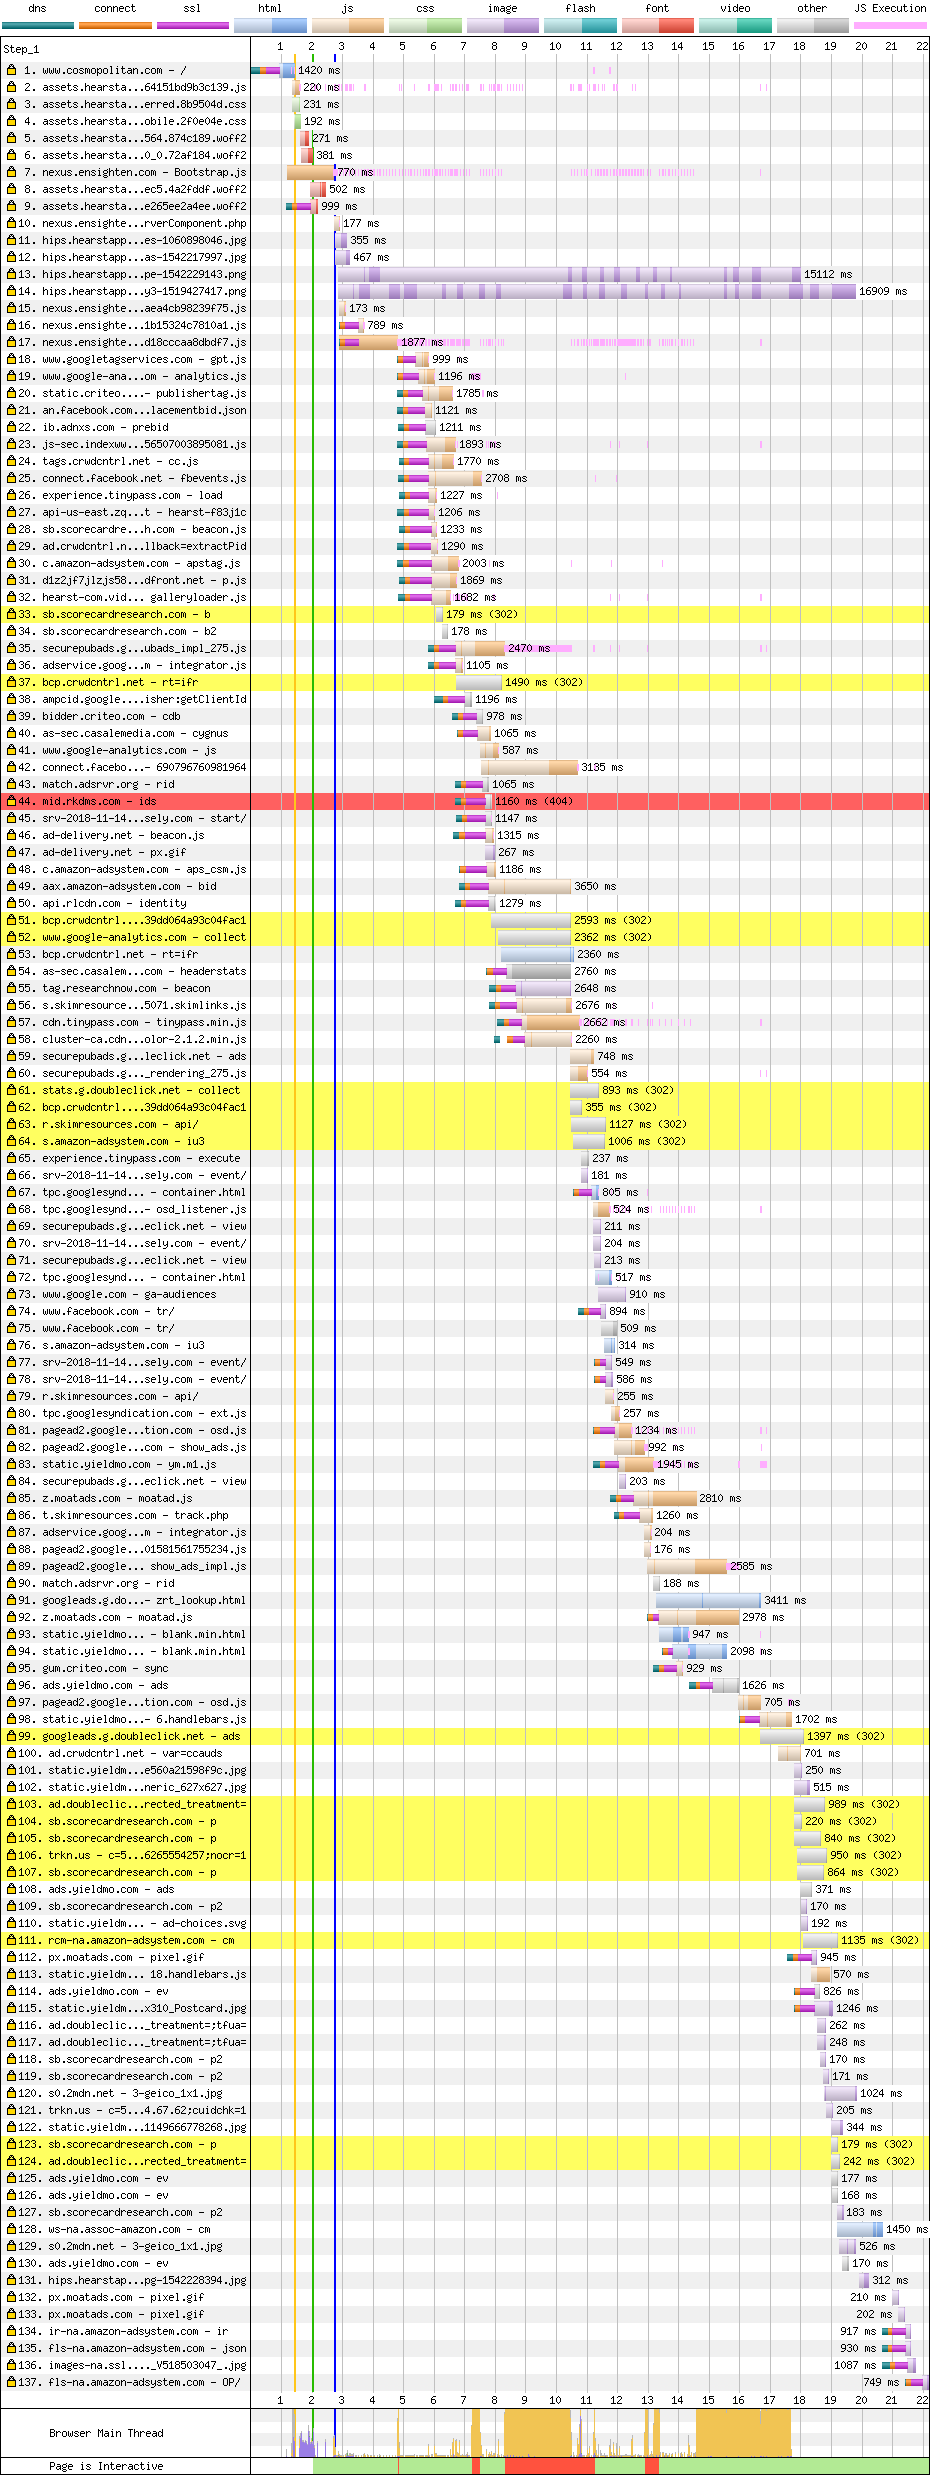 dns connect ssl html js css image flash font video other JS Execution
Step_1 1 2 3 4 5 6 7 8 9 10 11 12 13 14 15 16 17 18 19 20 21 22
1. www.cosmopolitan.com - / 1420 ms
2. assets.hearsta...64151bd9b3c139.js 220 ms
3. assets.hearsta...erred.8b9504d.css 231 ms
4. assets.hearsta...obile.2f0e04e.css 192 ms
5. assets.hearsta...564.874c189.woff2 271 ms
6. assets.hearsta...0_0.72af184.woff2 381 ms
7. nexus.ensighten.com - Bootstrap.js 770 ms
8. assets.hearsta...ec5.4a2fddf.woff2 502 ms
9. assets.hearsta...e265ee2a4ee.woff2 999 ms
10. nexus.ensighte...rverComponent.php 177 ms
11. hips.hearstapp...es-1060898046.jpg 355 ms
12. hips.hearstapp...as-1542217997.jpg 467 ms
13. hips.hearstapp...pe-1542229143.png 15112 ms
14. hips.hearstapp...y3-1519427417.png 16909 ms
15. nexus.ensighte...aea4cb98239f75.js 173 ms
16. nexus.ensighte...1b15324c7810a1.js 789 ms
17. nexus.ensighte...d18cccaa8dbdf7.js 1877 ms
18. www.googletagservices.com - gpt.js 999 ms
19. www.google-ana...om - analytics.js 1196 ms
20. static.criteo....- publishertag.js 1785 ms
21. an.facebook.com...lacementbid.json 1121 ms
22. ib.adnxs.com - prebid 1211 ms
23. js-sec.indexww...56507003895081.js 1893 ms
24. tags.crwdcntrl.net - cc.js 1770 ms
25. connect.facebook.net - fbevents.js 2708 ms
26. experience.tinypass.com - load 1227 ms
27. api-us-east.zq...t - hearst-f83j1c 1206 ms
28. sb.scorecardre...h.com - beacon.js 1233 ms
29. ad.crwdcntrl.n...llback=extractPid 1290 ms
30. c.amazon-adsystem.com - apstag.js 2003 ms
31. d1z2jf7jlzjs58...dfront.net - p.js 1869 ms
32. hearst-com.vid... galleryloader.js 1682 ms
33. sb.scorecardresearch.com - b 179 ms (302)
34. sb.scorecardresearch.com - b2 178 ms
35. securepubads.g...ubads_impl_275.js 2470 ms
36. adservice.goog...m - integrator.js 1105 ms
37. bcp.crwdcntrl.net - rt=ifr 1490 ms (302)
38. ampcid.google....isher:getClientId 1196 ms
39. bidder.criteo.com - cdb 978 ms
40. as-sec.casalemedia.com - cygnus 1065 ms
41. www.google-analytics.com - js 587 ms
42. connect.facebo...- 690796760981964 3135 ms
43. match.adsrvr.org - rid 1065 ms
44. mid.rkdms.com - ids 1160 ms (404)
45. srv-2018-11-14...sely.com - start/ 1147 ms
46. ad-delivery.net - beacon.js 1315 ms
47. ad-delivery.net - px.gif 267 ms
48. c.amazon-adsystem.com - aps_csm.js 1186 ms
49. aax.amazon-adsystem.com - bid 3650 ms
50. api.rlcdn.com - identity 1279 ms
51. bcp.crwdcntrl....39dd064a93c04fac1 2593 ms (302)
52. www.google-analytics.com - collect 2362 ms (302)
53. bcp.crwdcntrl.net - rt=ifr 2360 ms
54. as-sec.casalem...com - headerstats 2760 ms
55. tag.researchnow.com - beacon 2648 ms
56. s.skimresource...5071.skimlinks.js 2676 ms
57. cdn.tinypass.com - tinypass.min.js 2662 ms
58. cluster-ca.cdn...olor-2.1.2.min.js 2260 ms
59. securepubads.g...leclick.net - ads 748 ms
60. securepubads.g..._rendering_275.js 554 ms
61. stats.g.doubleclick.net - collect 893 ms (302)
62. bcp.crwdcntrl....39dd064a93c04fac1 355 ms (302)
63. r.skimresources.com - api/ 1127 ms (302)
64. s.amazon-adsystem.com - iu3 1006 ms (302)
65. experience.tinypass.com - execute 237 ms
66. srv-2018-11-14...sely.com - event/ 181 ms
67. tpc.googlesynd... - container.html 805 ms
68. tpc.googlesynd...- osd_listener.js 524 ms
69. securepubads.g...eclick.net - view 211 ms
70. srv-2018-11-14...sely.com - event/ 204 ms
71. securepubads.g...eclick.net - view 213 ms
72. tpc.googlesynd... - container.html 517 ms
73. www.google.com - ga-audiences 910 ms
74. www.facebook.com - tr/ 894 ms
75. www.facebook.com - tr/ 509 ms
76. s.amazon-adsystem.com - iu3 314 ms
77. srv-2018-11-14...sely.com - event/ 549 ms
78. srv-2018-11-14...sely.com - event/ 586 ms
79. r.skimresources.com - api/ 255 ms
80. tpc.googlesyndication.com - ext.js 257 ms
81. pagead2.google...tion.com - osd.js 1234 ms
82. pagead2.google...com - show_ads.js 992 ms
83. static.yieldmo.com - ym.m1.js 1945 ms
84. securepubads.g...eclick.net - view 203 ms
85. z.moatads.com - moatad.js 2810 ms
86. t.skimresources.com - track.php 1260 ms
87. adservice.goog...m - integrator.js 204 ms
88. pagead2.google...01581561755234.js 176 ms
89. pagead2.google... show_ads_impl.js 2585 ms
90. match.adsrvr.org - rid 188 ms
91. googleads.g.do...- zrt_lookup.html 3411 ms
92. z.moatads.com - moatad.js 2978 ms
93. static.yieldmo... - blank.min.html 947 ms
94. static.yieldmo... - blank.min.html 2098 ms
95. gum.criteo.com - sync 929 ms
96. ads.yieldmo.com - ads 1626 ms
97. pagead2.google...tion.com - osd.js 705 ms
98. static.yieldmo...- 6.handlebars.js 1702 ms
99. googleads.g.doubleclick.net - ads 1397 ms (302)
100. ad.crwdcntrl.net - var=ccauds 701 ms
101. static.yieldm...e560a21598f9c.jpg 250 ms
102. static.yieldm...neric_627x627.jpg 515 ms
103. ad.doubleclic...rected_treatment= 989 ms (302)
104. sb.scorecardresearch.com - p 220 ms (302)
105. sb.scorecardresearch.com - p 840 ms (302)
106. trkn.us - c=5...6265554257;nocr=1 950 ms (302)
107. sb.scorecardresearch.com - p 864 ms (302)
108. ads.yieldmo.com - ads 371 ms
109. sb.scorecardresearch.com - p2 170 ms
110. static.yieldm... - ad-choices.svg 192 ms
111. rcm-na.amazon-adsystem.com - cm 1135 ms (302)
112. px.moatads.com - pixel.gif 945 ms
113. static.yieldm... 18.handlebars.js 570 ms
114. ads.yieldmo.com - ev 826 ms
115. static.yieldm...x310_Postcard.jpg 1246 ms
116. ad.doubleclic..._treatment=;tfua= 262 ms
117. ad.doubleclic..._treatment=;tfua= 248 ms
118. sb.scorecardresearch.com - p2 170 ms
119. sb.scorecardresearch.com - p2 171 ms
120. s0.2mdn.net - 3-geico_1x1.jpg 1024 ms
121. trkn.us - c=5...4.67.62;cuidchk=1 205 ms
122. static.yieldm...1149666778268.jpg 344 ms
123. sb.scorecardresearch.com - p 179 ms (302)
124. ad.doubleclic...rected_treatment= 242 ms (302)
125. ads.yieldmo.com - ev 177 ms
126. ads.yieldmo.com - ev 168 ms
127. sb.scorecardresearch.com - p2 183 ms
128. ws-na.assoc-amazon.com - cm 1450 ms
129. s0.2mdn.net - 3-geico_1x1.jpg 526 ms
130. ads.yieldmo.com - ev 170 ms
131. hips.hearstap...pg-1542228394.jpg 312 ms
132. px.moatads.com - pixel.gif 210 ms
133. px.moatads.com - pixel.gif 202 ms
134. ir-na.amazon-adsystem.com - ir 917 ms
135. fls-na.amazon-adsystem.com - json 930 ms
136. images-na.ssl...._V518503047_.jpg 1087 ms
137. fls-na.amazon-adsystem.com - OP/ 749 ms
1 2 3 4 5 6 7 8 9 10 11 12 13 14 15 16 17 18 19 20 21 22
Browser Main Thread
Page is Interactive